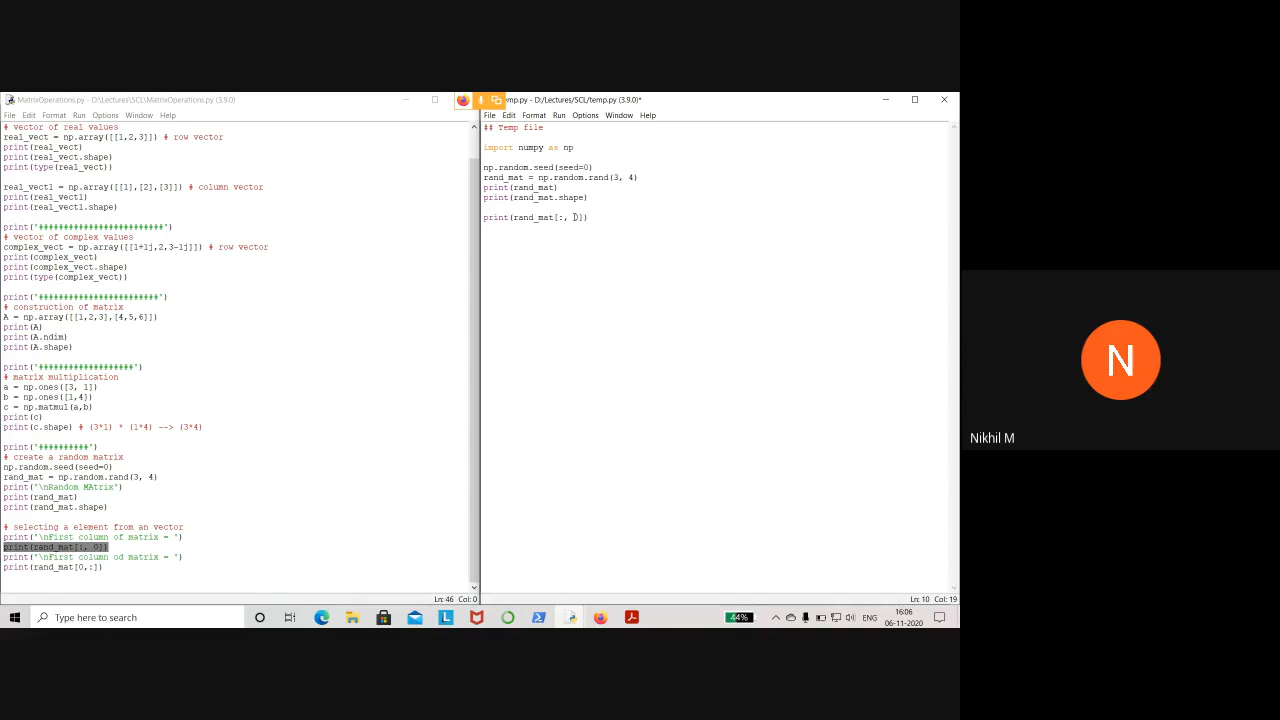 MatrixOperations.py - D:\Lectures\SCL\MatrixOperations.py (3.9.0)
File Edit Format Run Options Window Help
# vector of real values
real_vect = np.array([[1,2,3]]) # row vector
print(real_vect)
print(real_vect.shape)
print(type(real_vect))
real_vect1 = np.array([[1],[2],[3]]) # column vector
print(real_vect1)
print(real_vect1.shape)
print('#########################')
# vector of complex values
complex_vect = np.array([[1+1j,2,3-1j]]) # row vector
print(complex_vect)
print(complex_vect.shape)
print(type(complex_vect))
print('########################')
# construction of matrix
A = np.array([[1,2,3],[4,5,6]])
print(A)
print(A.ndim)
print(A.shape)
print('###################')
# matrix multiplication
a = np.ones([3, 1])
b = np.ones([1,4])
c = np.matmul(a,b)
print(c)
print(c.shape) # (3*1) * (1*4) --> (3*4)
print('##########')
# create a random matrix
np.random.seed(seed=0)
rand_mat = np.random.rand(3, 4)
print("\nRandom MAtrix")
print(rand_mat)
print(rand_mat.shape)
# selecting a element from an vector
print("\nFirst column of matrix = ")
print(rand_mat[:, 0])
print("\nFirst column od matrix = ")
print(rand_mat[0,:])
Ln: 46 Col: 0
emp.py - D:/Lectures/SCL/temp.py (3.9.0)*
File Edit Format Run Options Window Help
## Temp file
import numpy as np
np.random.seed(seed=0)
rand_mat = np.random.rand(3, 4)
print(rand_mat)
print(rand_mat.shape)
print(rand_mat[:, 0])
Ln: 10 Col: 19
N
Nikhil M
Type here to search
L
44%
ENG
16:06
06-11-2020